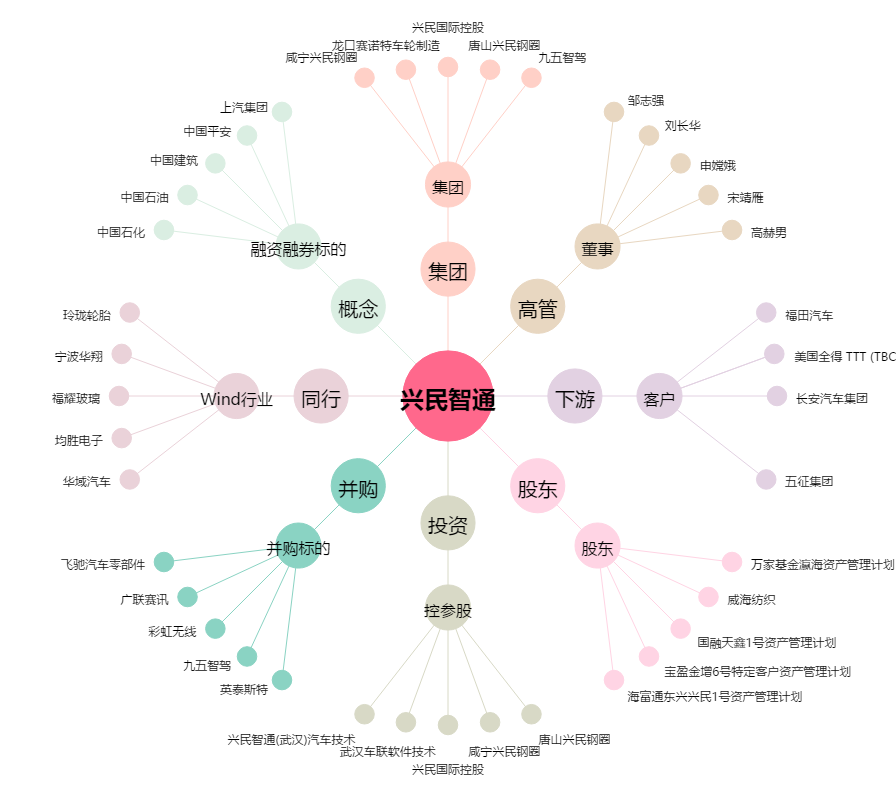 兴民国际控股
龙口赛诺特车轮制造
唐山兴民钢圈
咸宁兴民钢圈
九五智驾
集团
集团
上汽集团
中国平安
中国建筑
中国石油
中国石化
融资融券标的
概念
邹志强
刘长华
申嫦娥
宋靖雁
高赫男
董事
高管
玲珑轮胎
宁波华翔
福耀玻璃
均胜电子
华域汽车
Wind行业
同行
兴民智通
下游
客户
福田汽车
美国全得 TTT (TBC
长安汽车集团
五征集团
并购
并购标的
飞驰汽车零部件
广联赛讯
彩虹无线
九五智驾
英泰斯特
投资
控参股
兴民智通(武汉)汽车技术
武汉车联软件技术
兴民国际控股
咸宁兴民钢圈
唐山兴民钢圈
股东
股东
万家基金瀛海资产管理计划
威海纺织
国融天鑫1号资产管理计划
宝盈金增6号特定客户资产管理计划
海富通东兴兴民1号资产管理计划